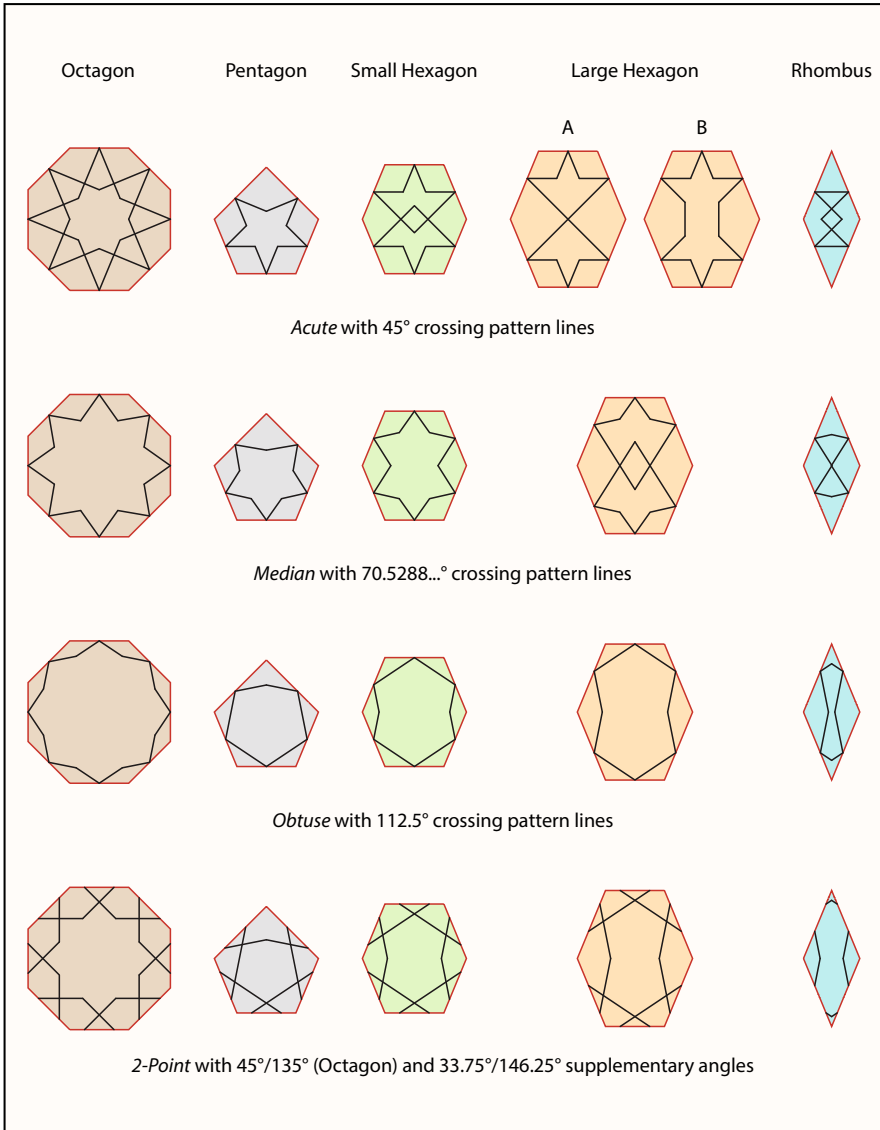 Octagon Pentagon Small Hexagon Large Hexagon Rhombus
A B
Acute with 45° crossing pattern lines
Median with 70.5288...° crossing pattern lines
Obtuse with 112.5° crossing pattern lines
2-Point with 45°/135° (Octagon) and 33.75°/146.25° supplementary angles